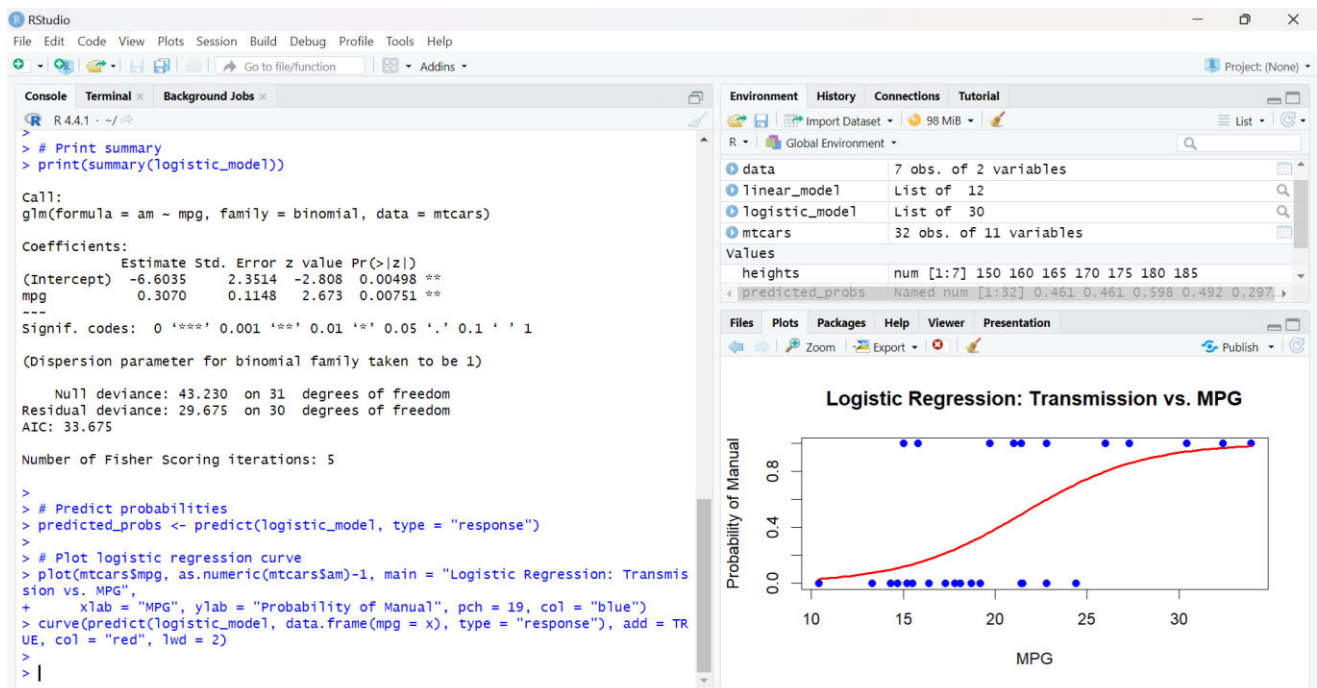 RStudio
File Edit Code View Plots Session Build Debug Profile Tools Help
Go to file/function Addins
Project: (None)
Console Terminal Background Jobs
R 4.4.1 · ~/
>
> # Print summary
> print(summary(logistic_model))
Call:
glm(formula = am ~ mpg, family = binomial, data = mtcars)
Coefficients:
Estimate Std. Error z value Pr(>|z|)
(Intercept) -6.6035 2.3514 -2.808 0.00498 **
mpg 0.3070 0.1148 2.673 0.00751 **
---
Signif. codes: 0 ‘***’ 0.001 ‘**’ 0.01 ‘*’ 0.05 ‘.’ 0.1 ‘ ’ 1
(Dispersion parameter for binomial family taken to be 1)
Null deviance: 43.230 on 31 degrees of freedom
Residual deviance: 29.675 on 30 degrees of freedom
AIC: 33.675
Number of Fisher Scoring iterations: 5
>
> # Predict probabilities
> predicted_probs <- predict(logistic_model, type = "response")
>
> # Plot logistic regression curve
> plot(mtcars$mpg, as.numeric(mtcars$am)-1, main = "Logistic Regression: Transmis
sion vs. MPG",
+ xlab = "MPG", ylab = "Probability of Manual", pch = 19, col = "blue")
> curve(predict(logistic_model, data.frame(mpg = x), type = "response"), add = TR
UE, col = "red", lwd = 2)
>
>
Environment History Connections Tutorial
Import Dataset 98 MiB List
R Global Environment
data 7 obs. of 2 variables
linear_model List of 12
logistic_model List of 30
mtcars 32 obs. of 11 variables
Values
heights num [1:7] 150 160 165 170 175 180 185
predicted_probs Named num [1:32] 0.461 0.461 0.598 0.492 0.297
Files Plots Packages Help Viewer Presentation
Zoom Export Publish
Logistic Regression: Transmission vs. MPG
Probability of Manual
0.8
0.4
0.0
10 15 20 25 30
MPG